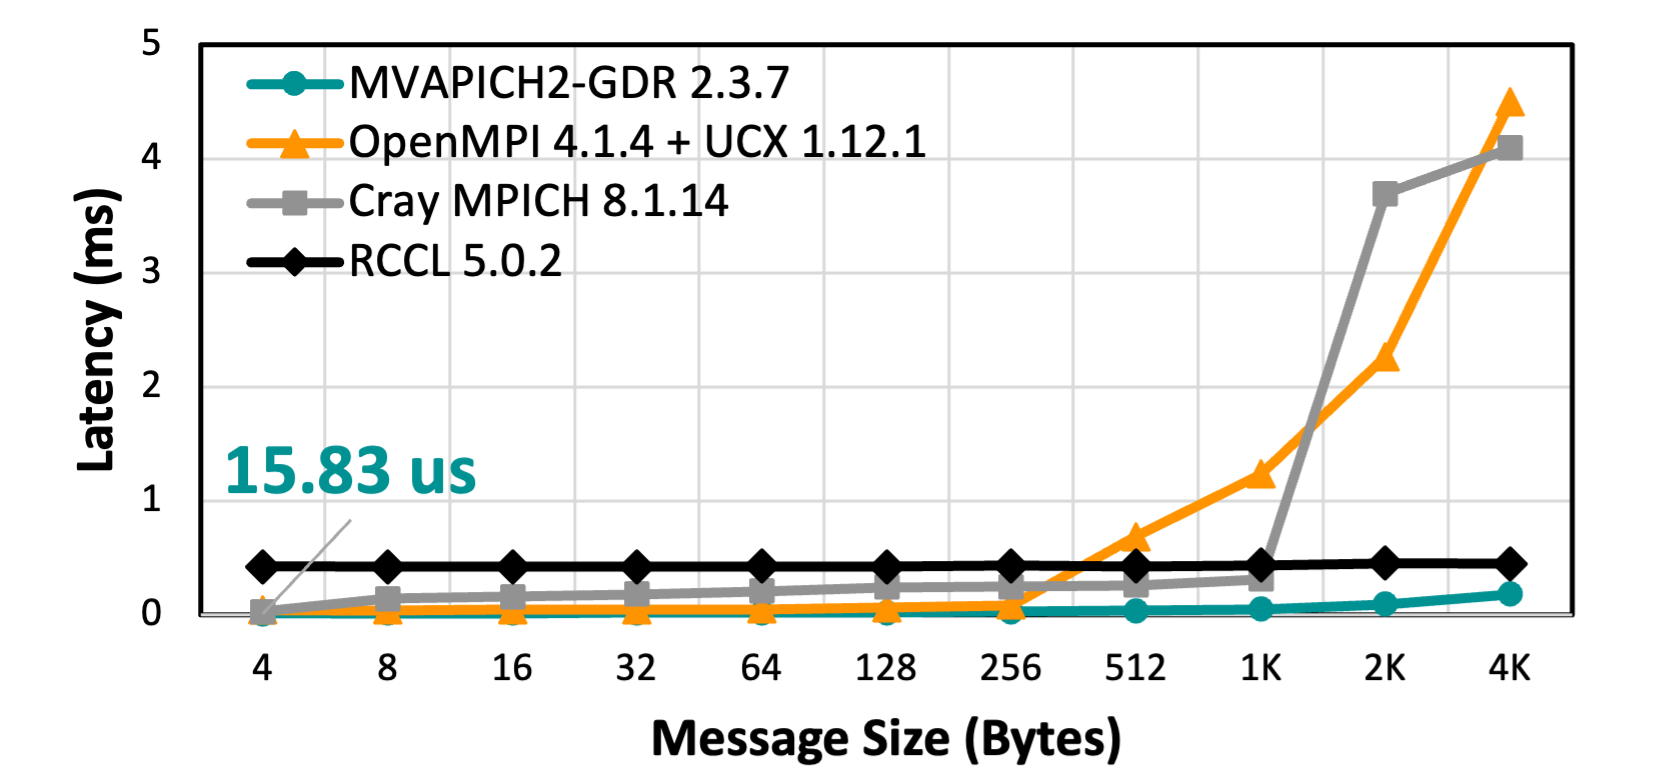 5
4
3
2
1
0
Latency (ms)
MVAPICH2-GDR 2.3.7
OpenMPI 4.1.4 + UCX 1.12.1
Cray MPICH 8.1.14
RCCL 5.0.2
15.83 us
4 8 16 32 64 128 256 512 1K 2K 4K
Message Size (Bytes)